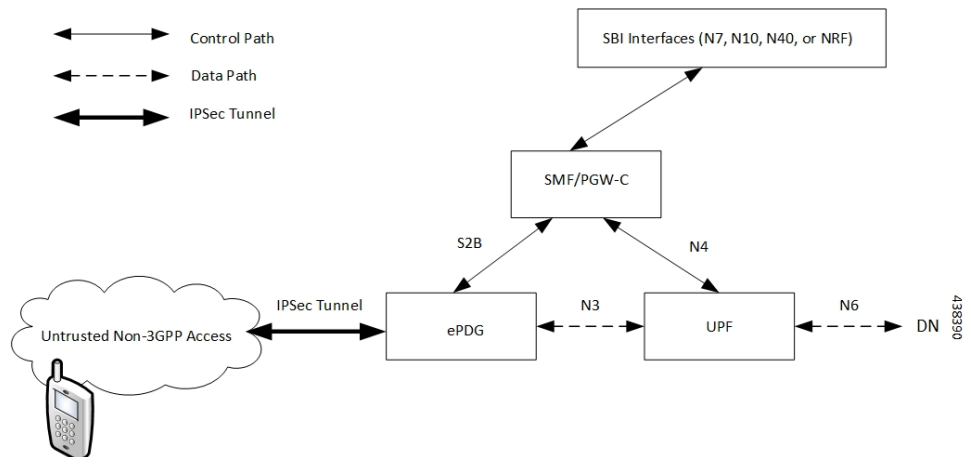 Control Path
Data Path
IPSec Tunnel
SBI Interfaces (N7, N10, N40, or NRF)
SMF/PGW-C
S2B
N4
Untrusted Non-3GPP Access
IPSec Tunnel
ePDG
N3
UPF
N6
DN
438390